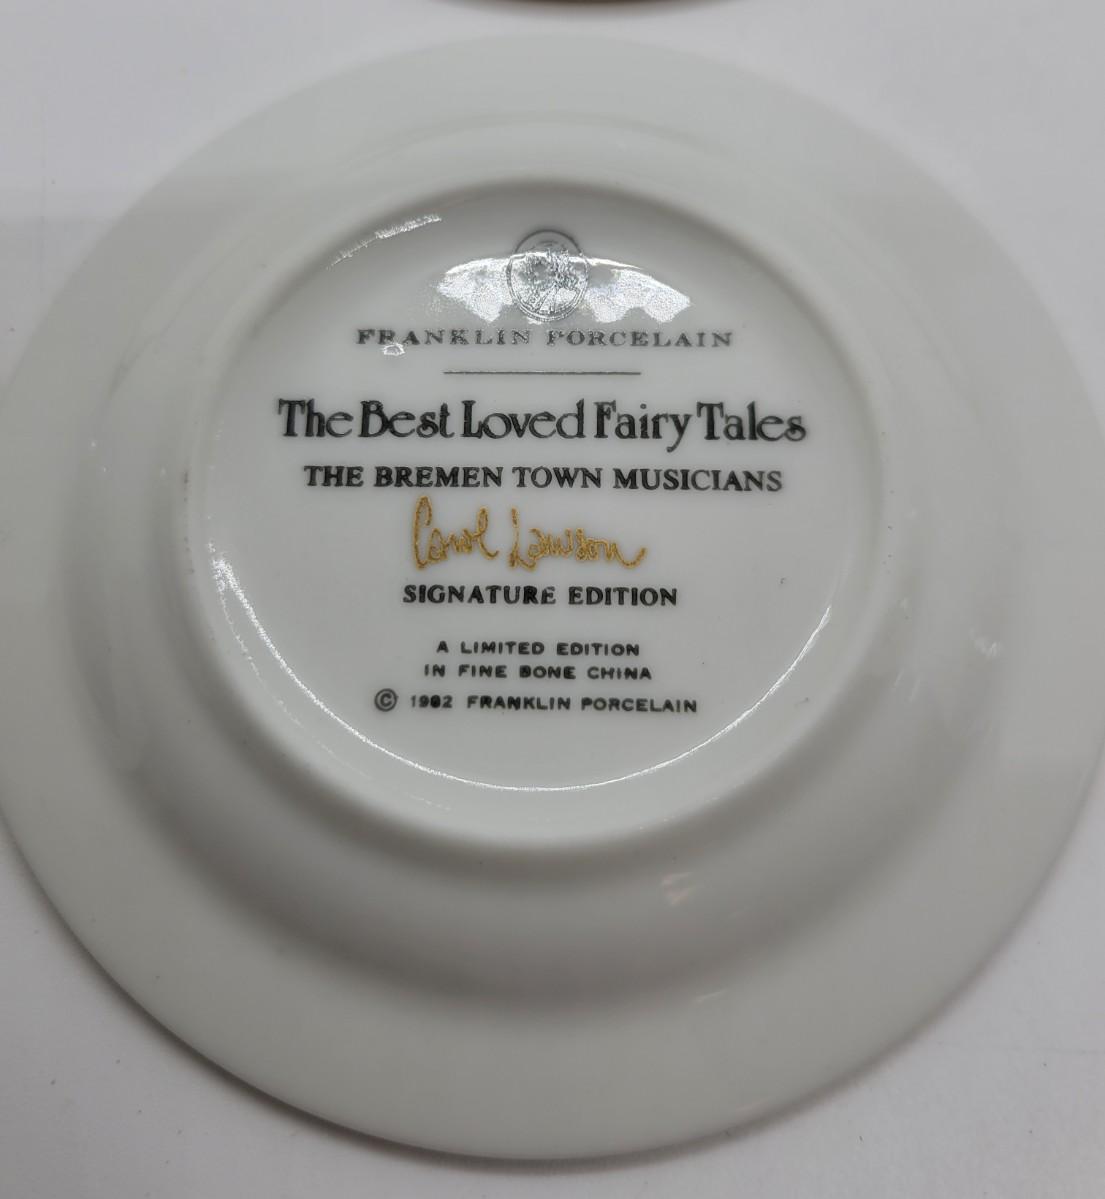 FRANKLIN PORCELAIN
The Best Loved Fairy Tales
THE BREMEN TOWN MUSICIANS
Carol Lawson
SIGNATURE EDITION
A LIMITED EDITION
IN FINE BONE CHINA
© 1982 FRANKLIN PORCELAIN